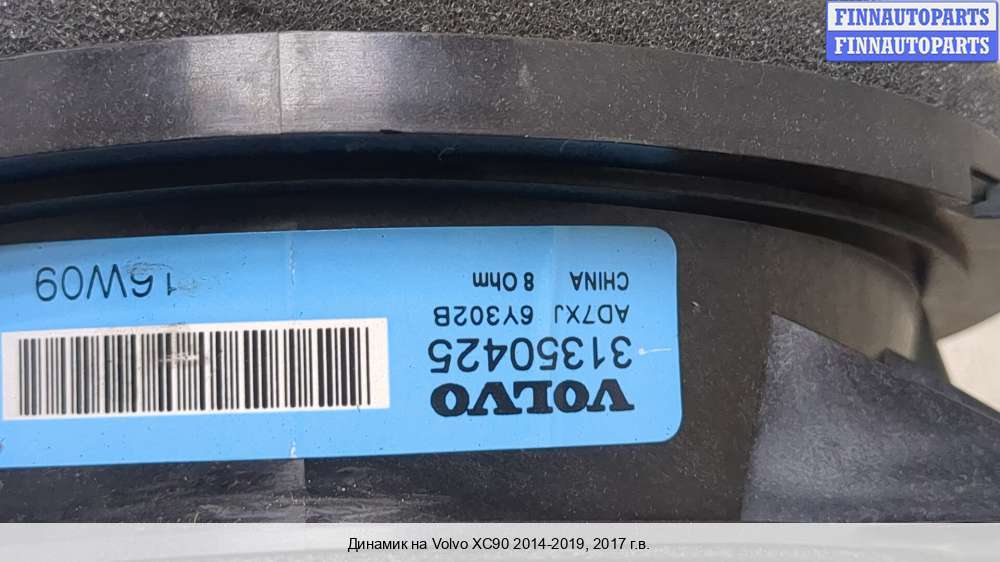 FINNAUTOPARTS
FINNAUTOPARTS
VOLVO
31350425
AD7XJ 6Y302B
CHINA 8 Ohm
16W09
Динамик на Volvo XC90 2014-2019, 2017 г.в.